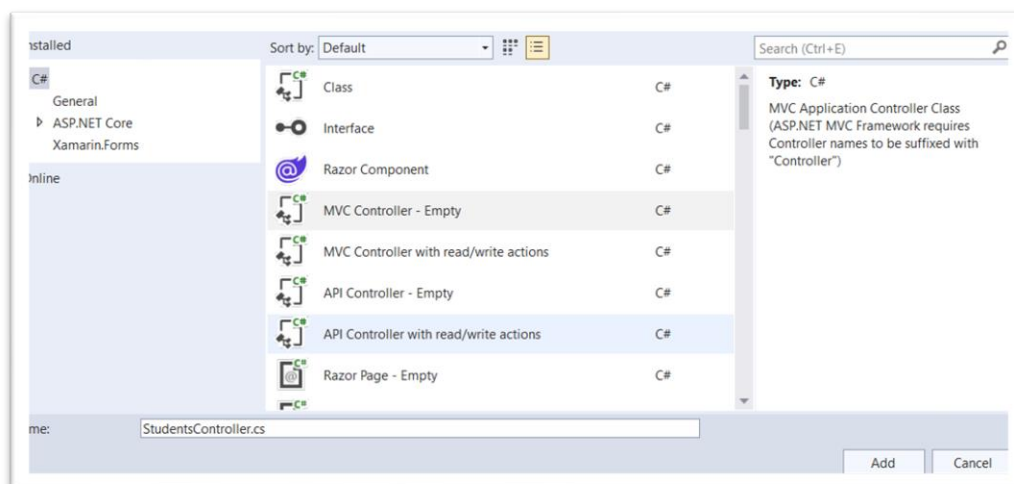 nstalled
Sort by: Default
Search (Ctrl+E)
C#
General
ASP.NET Core
Xamarin.Forms
Online
Class C#
Interface C#
Razor Component C#
MVC Controller - Empty C#
MVC Controller with read/write actions C#
API Controller - Empty C#
API Controller with read/write actions C#
Razor Page - Empty C#
Type: C#
MVC Application Controller Class
(ASP.NET MVC Framework requires
Controller names to be suffixed with
"Controller")
me: StudentsController.cs
Add Cancel